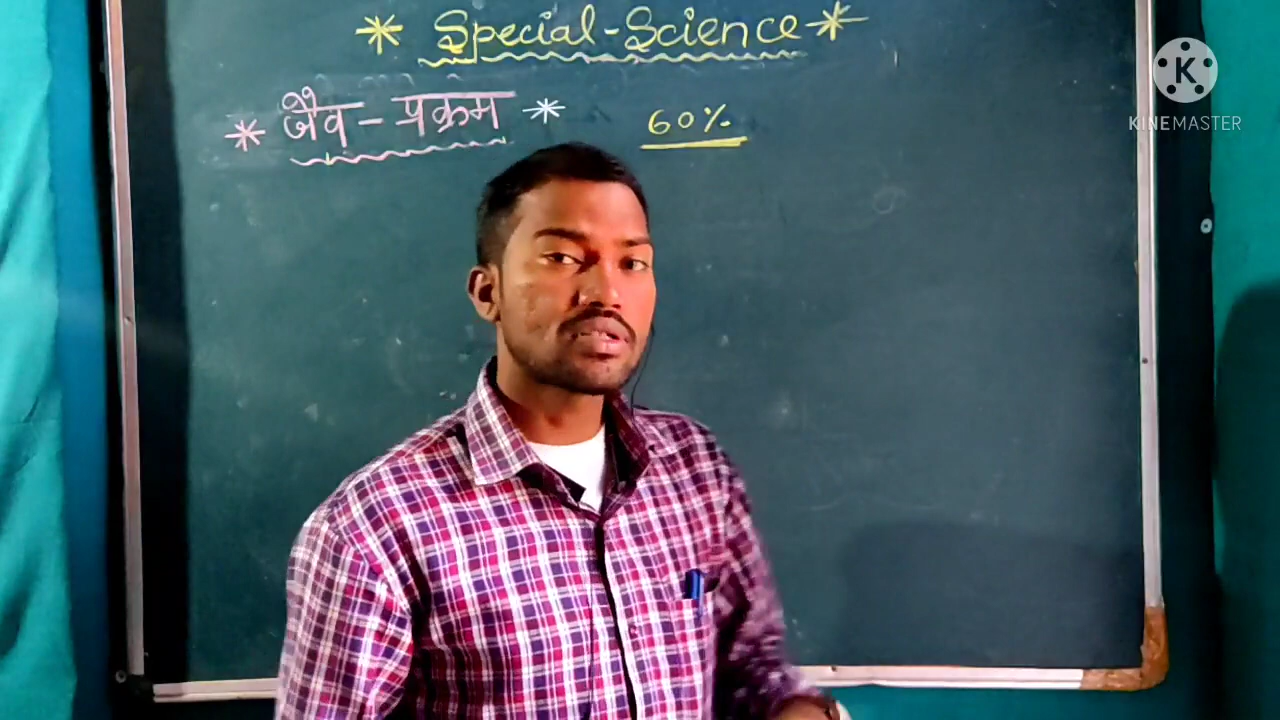 * Special-Science *
* जैव - प्रक्रम *
60%
K
KINEMASTER